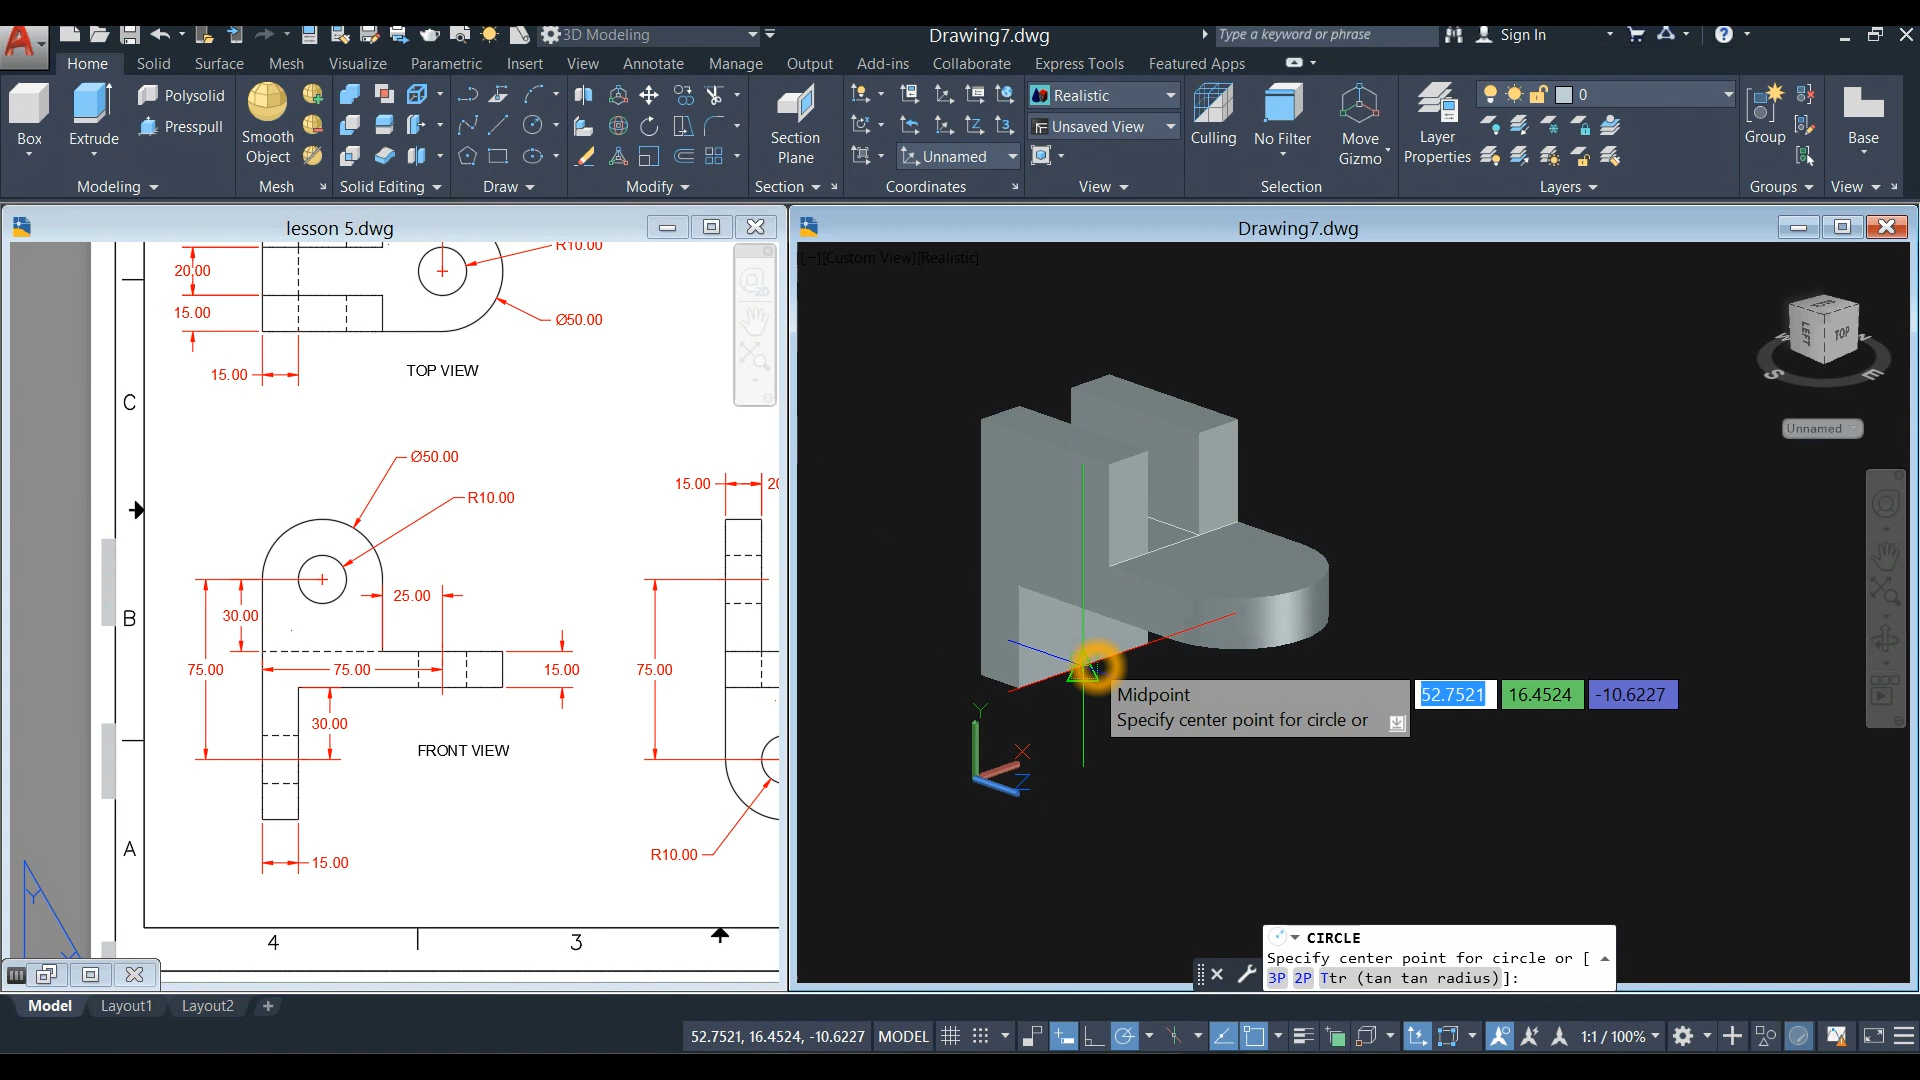 A
3D Modeling
Drawing7.dwg
Type a keyword or phrase
Sign In
Home
Solid
Surface
Mesh
Visualize
Parametric
Insert
View
Annotate
Manage
Output
Add-ins
Collaborate
Express Tools
Featured Apps
Box
Extrude
Polysolid
Presspull
Smooth
Object
Section
Plane
Realistic
Unsaved View
Unnamed
Culling
No Filter
Move
Gizmo
Layer
Properties
0
Group
Base
Modeling
Mesh
Solid Editing
Draw
Modify
Section
Coordinates
View
Selection
Layers
Groups
View
lesson 5.dwg
Drawing7.dwg
[−][Custom View][Realistic]
R10.00
20.00
15.00
Ø50.00
15.00
TOP VIEW
C
Ø50.00
R10.00
15.00
20
25.00
30.00
B
75.00
75.00
15.00
75.00
30.00
FRONT VIEW
A
R10.00
15.00
4
3
Y
LEFT
TOP
S
E
Unnamed
Midpoint
Specify center point for circle or
52.7521
16.4524
-10.6227
Y
X
Z
CIRCLE
Specify center point for circle or [
3P 2P Ttr (tan tan radius)]:
Model
Layout1
Layout2
52.7521, 16.4524, -10.6227
MODEL
1:1 / 100%